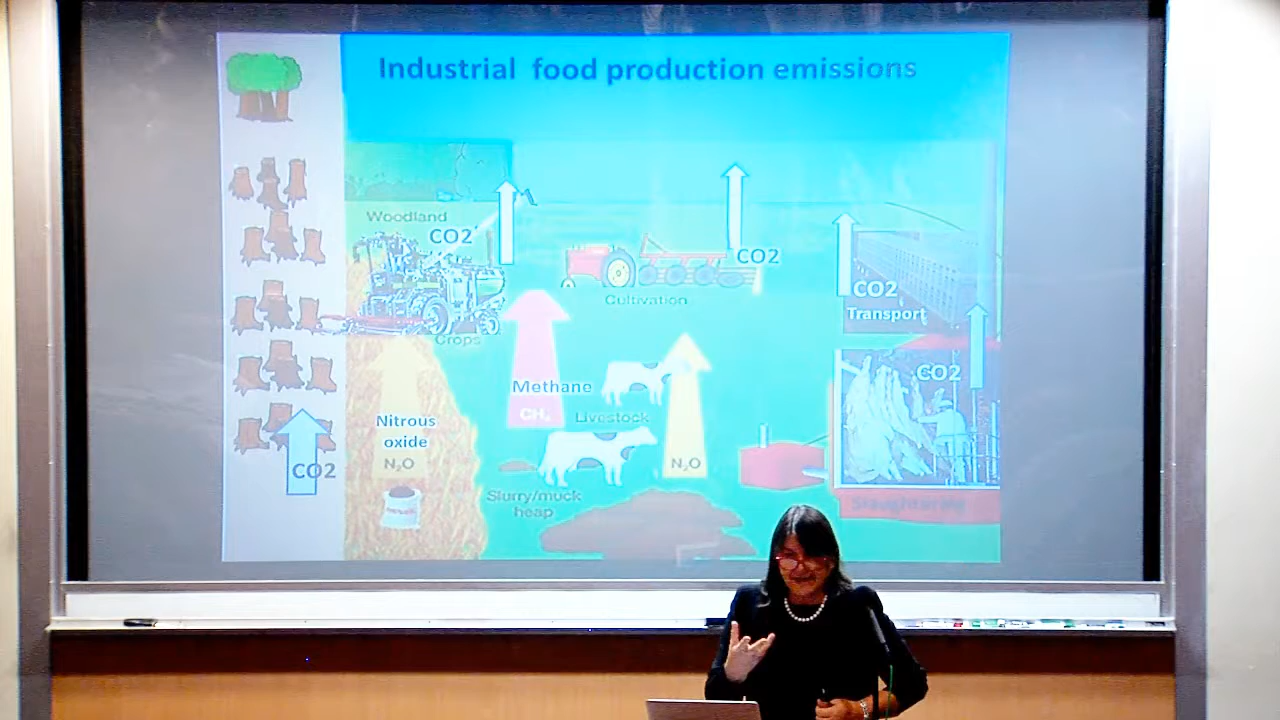 Industrial food production emissions
Woodland
CO2
CO2
Cultivation
CO2
Transport
Crops
Methane
CH₄
CO2
Livestock
Nitrous
oxide
N₂O
N₂O
CO2
Slurry/muck
heap
Slaughtering